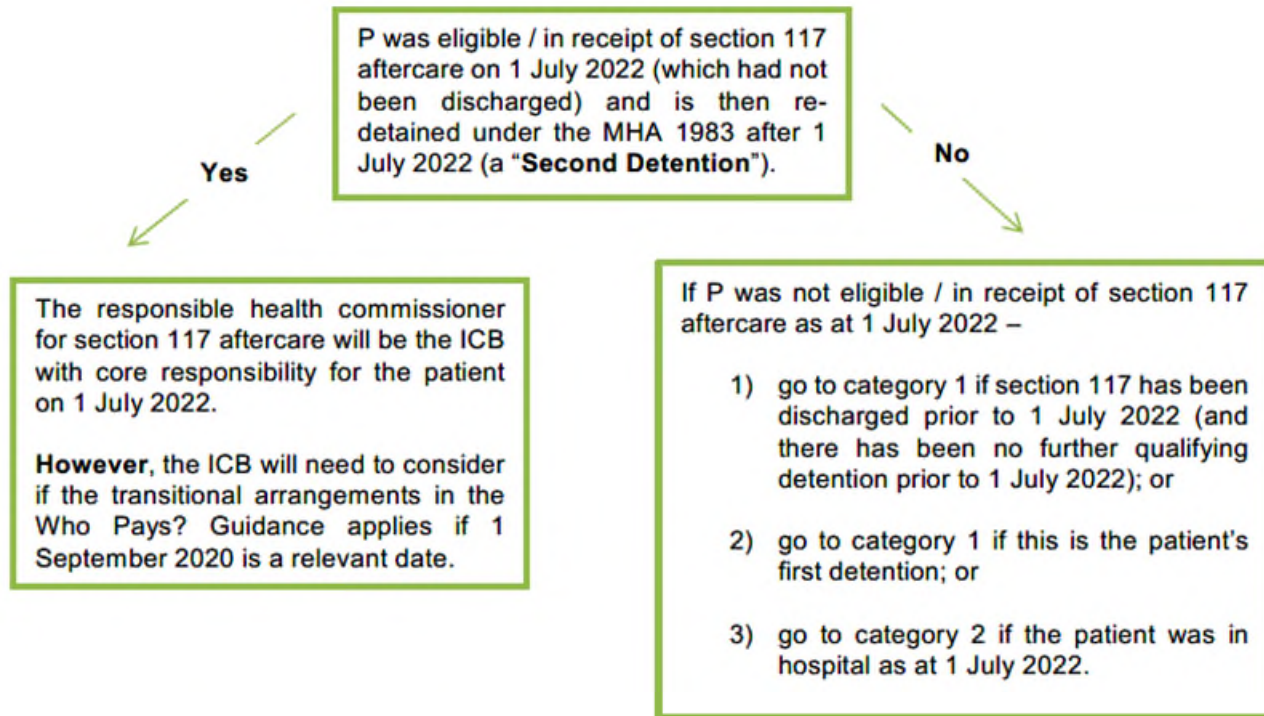 P was eligible / in receipt of section 117
aftercare on 1 July 2022 (which had not
been discharged) and is then re-
detained under the MHA 1983 after 1
July 2022 (a “Second Detention”).
Yes
No
The responsible health commissioner
for section 117 aftercare will be the ICB
with core responsibility for the patient
on 1 July 2022.
However, the ICB will need to consider
if the transitional arrangements in the
Who Pays? Guidance applies if 1
September 2020 is a relevant date.
If P was not eligible / in receipt of section 117
aftercare as at 1 July 2022 –
1) go to category 1 if section 117 has been
discharged prior to 1 July 2022 (and
there has been no further qualifying
detention prior to 1 July 2022); or
2) go to category 1 if this is the patient’s
first detention; or
3) go to category 2 if the patient was in
hospital as at 1 July 2022.